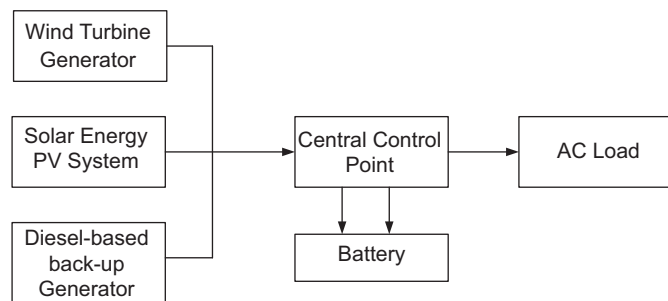 Wind Turbine
Generator
Solar Energy
PV System
Diesel-based
back-up
Generator
Central Control
Point
Battery
AC Load